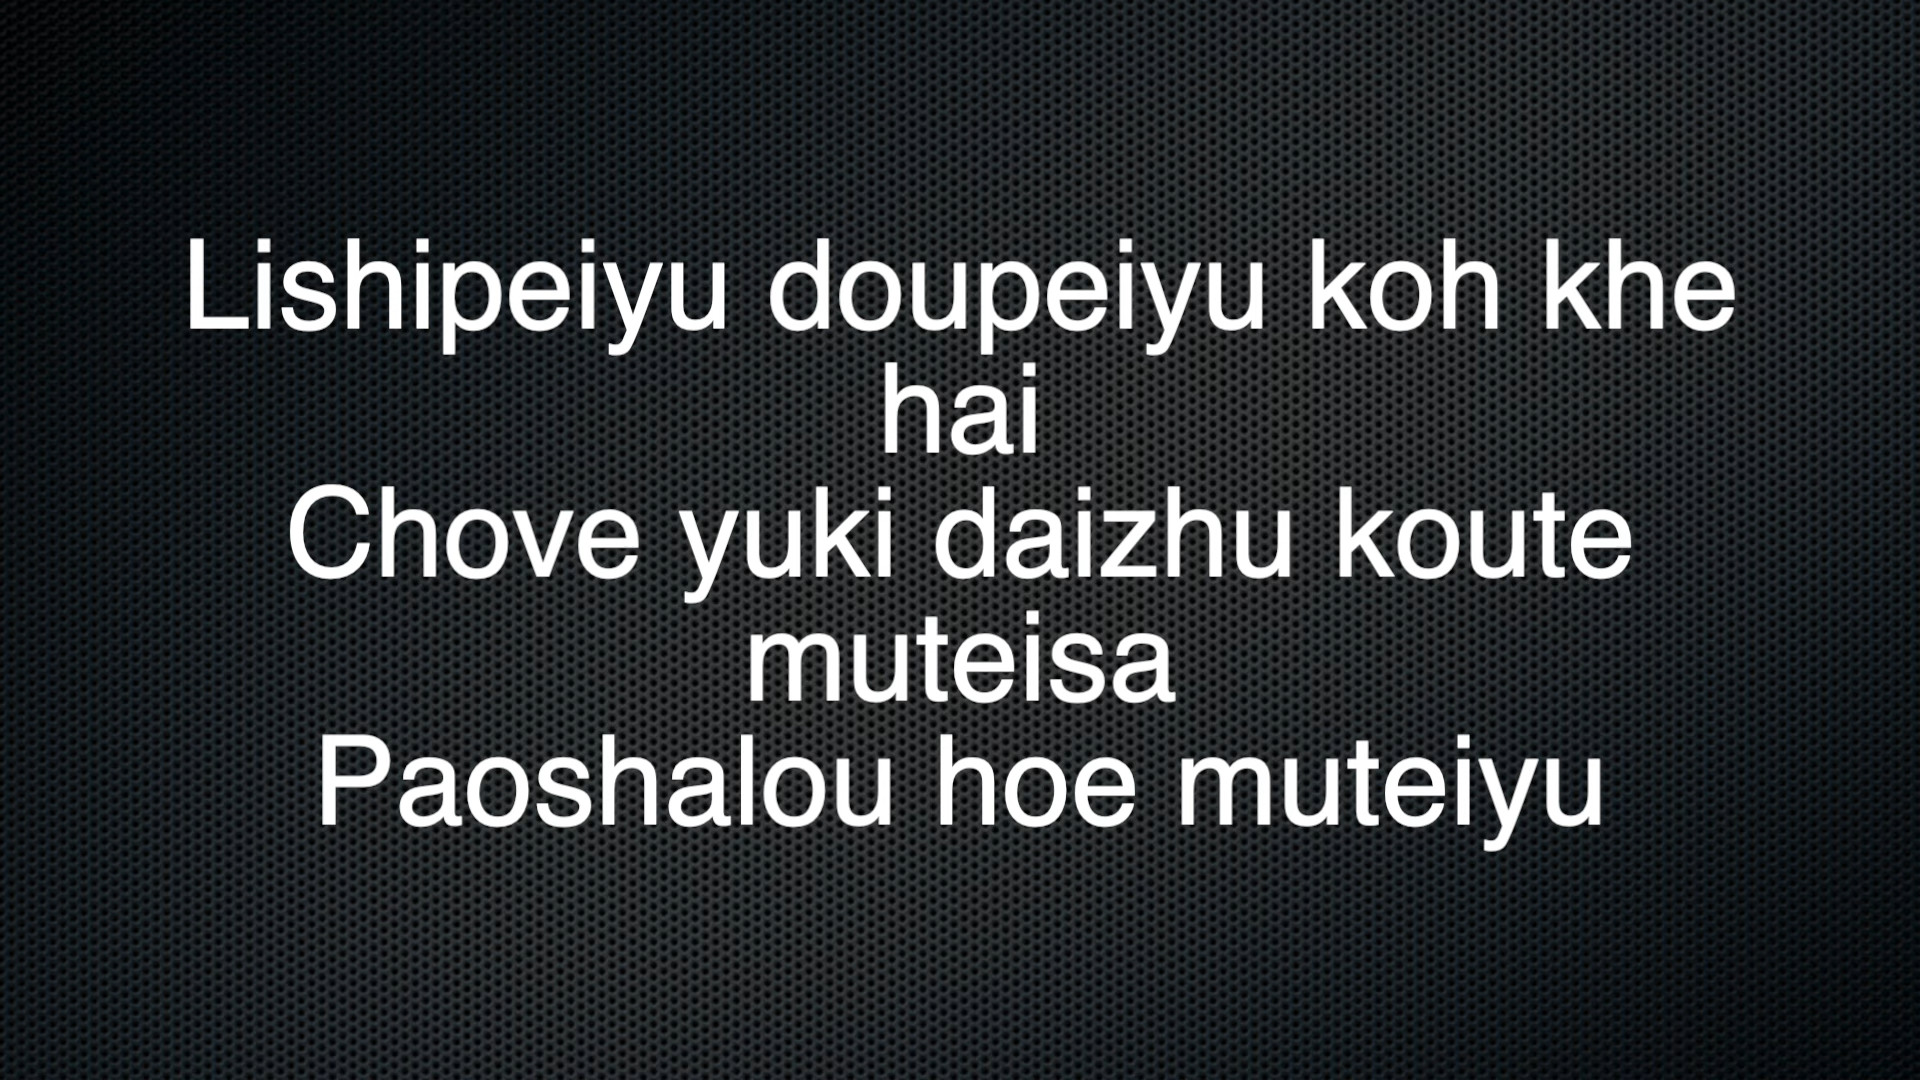 Lishipeiyu doupeiyu koh khe
hai
Chove yuki daizhu koute
muteisa
Paoshalou hoe muteiyu